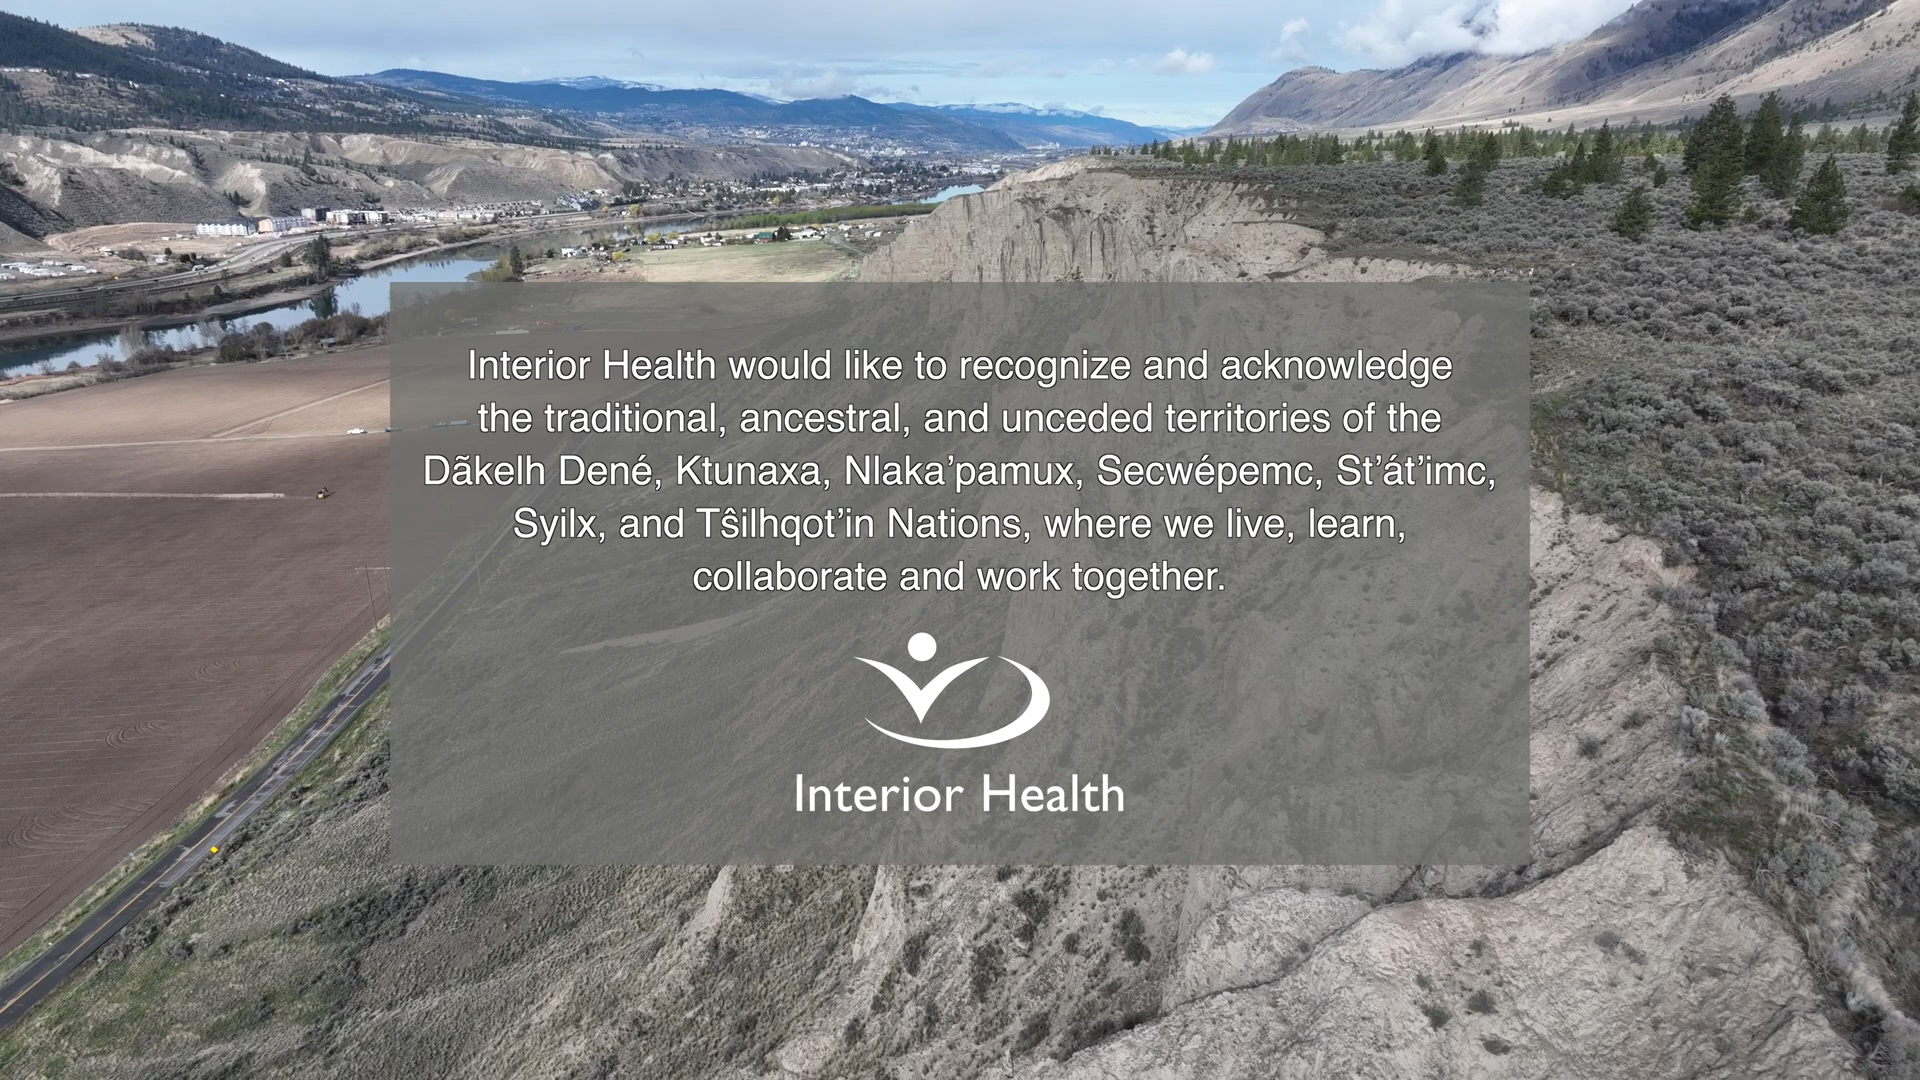 Interior Health would like to recognize and acknowledge
the traditional, ancestral, and unceded territories of the
Dãkelh Dené, Ktunaxa, Nlaka’pamux, Secwépemc, St’át’imc,
Syilx, and Tŝilhqot’in Nations, where we live, learn,
collaborate and work together.
Interior Health